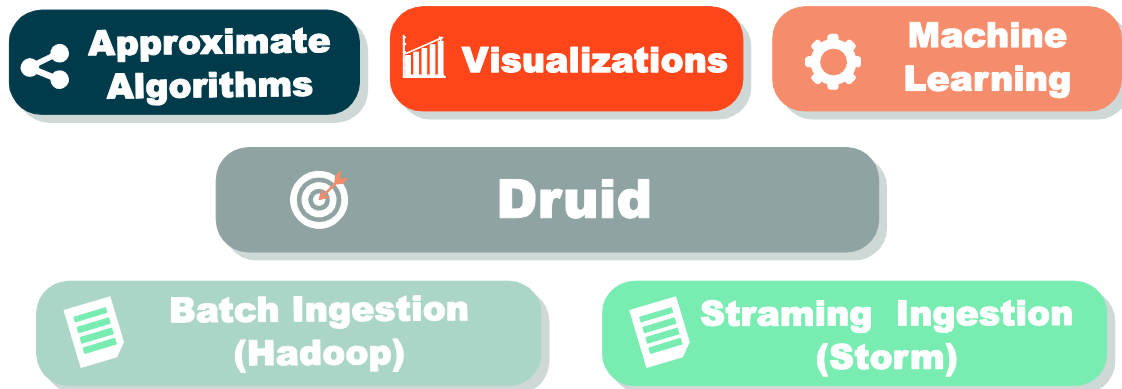 Approximate
Algorithms
Visualizations
Machine
Learning
Druid
Batch Ingestion
(Hadoop)
Straming Ingestion
(Storm)